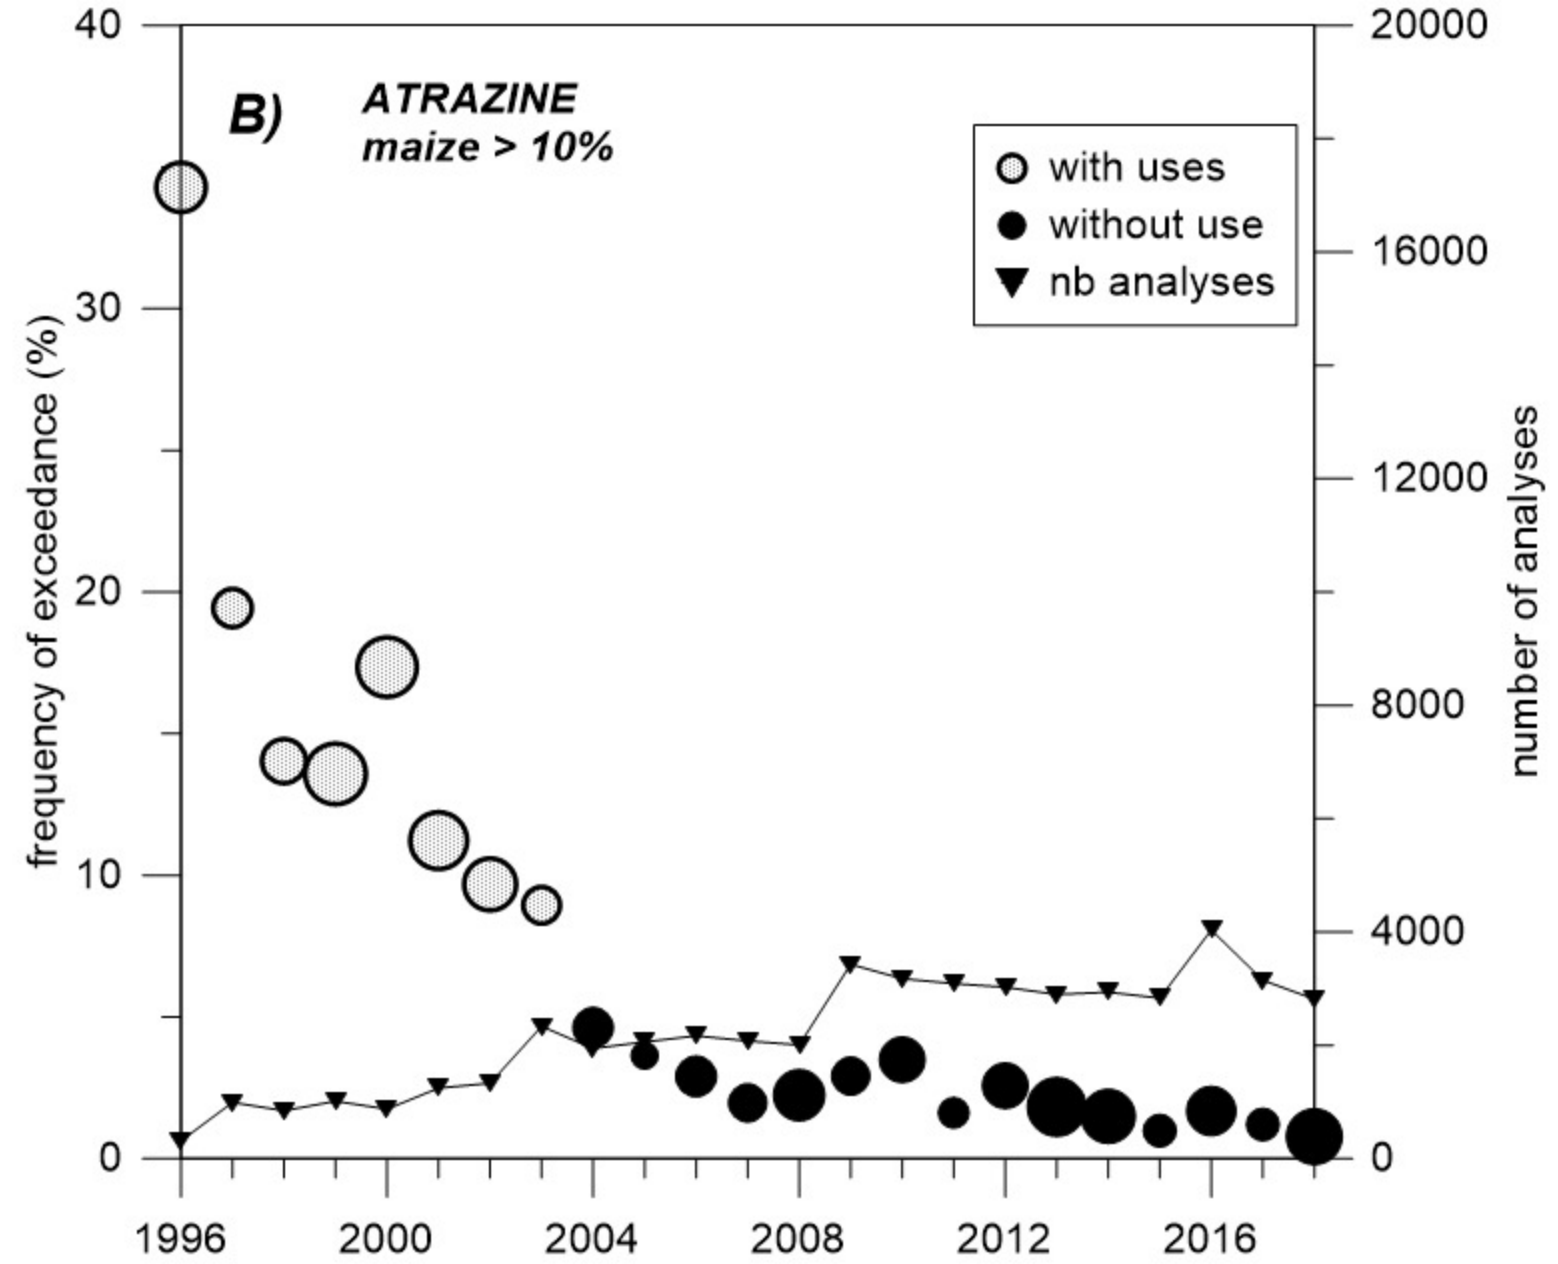 B)
ATRAZINE
maize > 10%
with uses
without use
nb analyses
frequency of exceedance (%)
40
30
20
10
0
20000
16000
12000
8000
4000
0
number of analyses
1996 2000 2004 2008 2012 2016